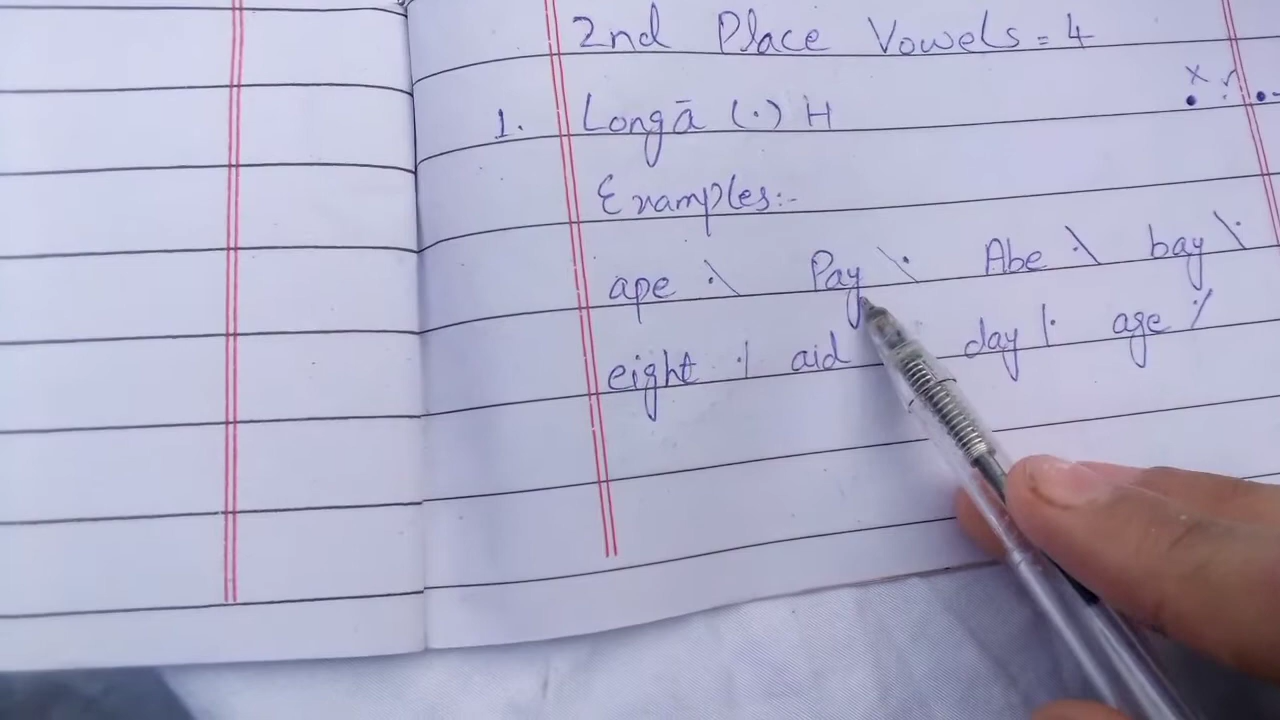 2nd Place Vowels = 4
1. Long ā (.) H
Examples:-
ape Pay Abe bay
eight aid day age